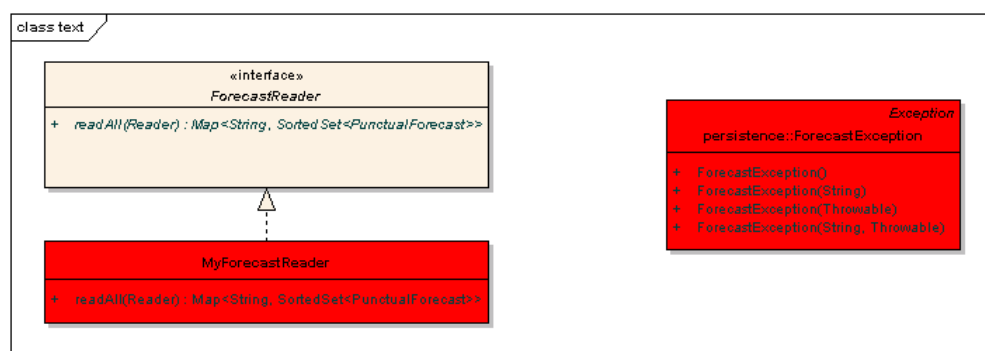 class text
«interface»
ForecastReader
+ readAll(Reader) : Map<String, SortedSet<PunctualForecast>>
MyForecastReader
+ readAll(Reader) : Map<String, SortedSet<PunctualForecast>>
Exception
persistence::ForecastException
+ ForecastException()
+ ForecastException(String)
+ ForecastException(Throwable)
+ ForecastException(String, Throwable)